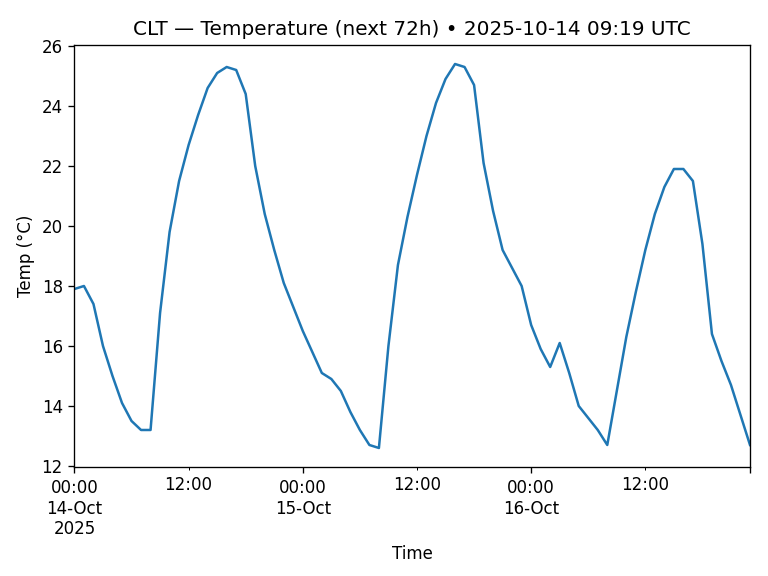 CLT — Temperature (next 72h) • 2025-10-14 09:19 UTC
26
24
22
20
18
16
14
12
Temp (°C)
00:00 12:00 00:00 12:00 00:00 12:00
14-Oct 15-Oct 16-Oct
2025
Time